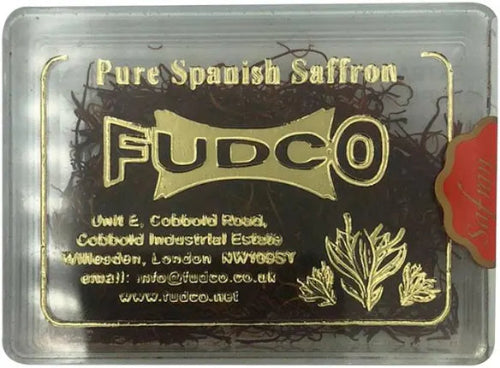 Pure Spanish Saffron
FUDCO
Unit E, Cobbold Road,
Cobbold Industrial Estate
Willesden, London NW109SY
email: info@fudco.co.uk
www.fudco.net
Safran